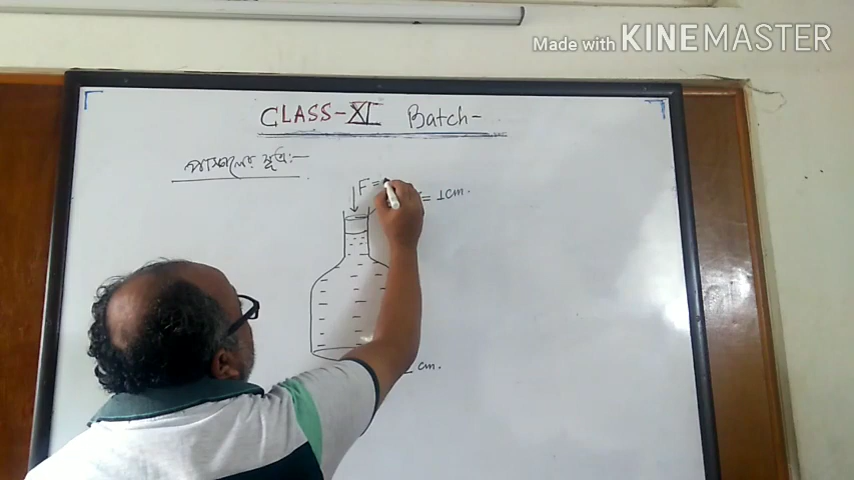 Made with KINEMASTER
CLASS-XI Batch-
প্যাসকেলের সূত্র:-
F =
= 1cm.
cm.